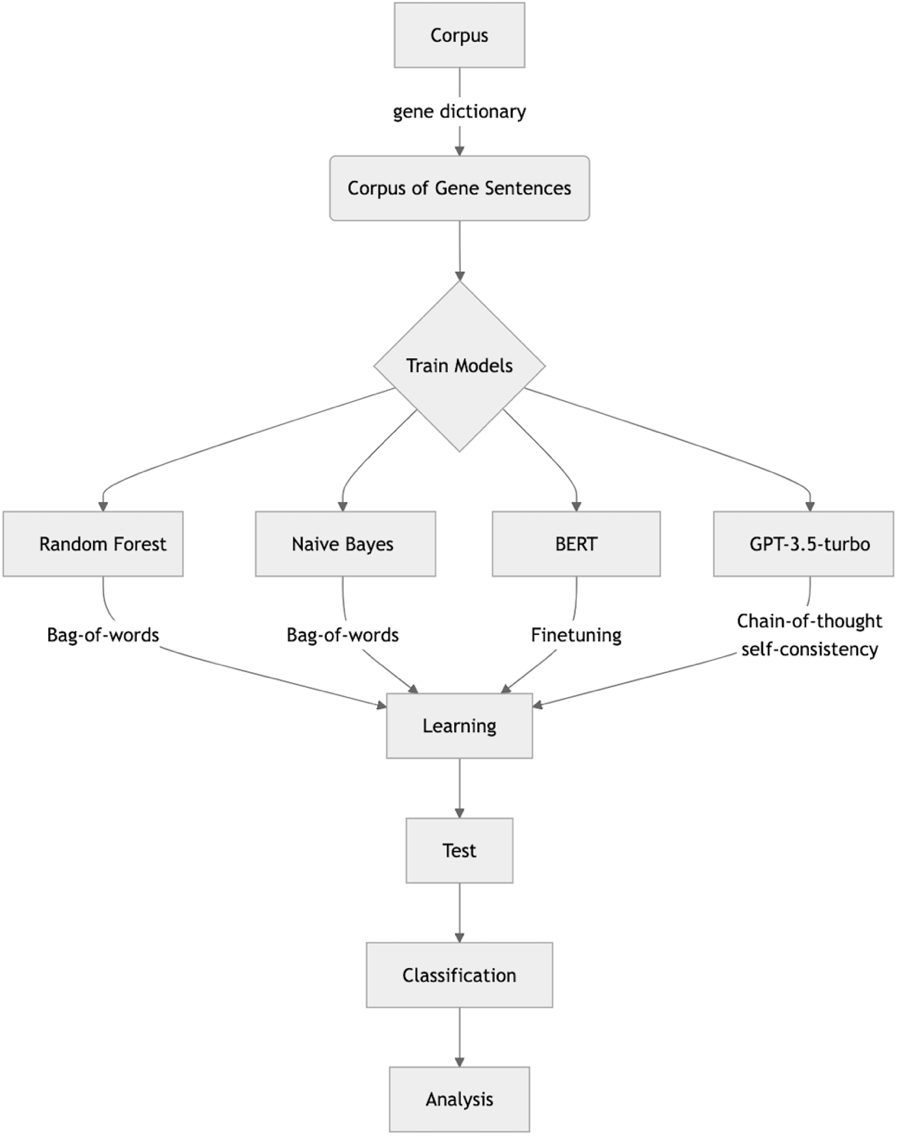 Corpus
gene dictionary
Corpus of Gene Sentences
Train Models
Random Forest
Naive Bayes
BERT
GPT-3.5-turbo
Bag-of-words
Bag-of-words
Finetuning
Chain-of-thought
self-consistency
Learning
Test
Classification
Analysis